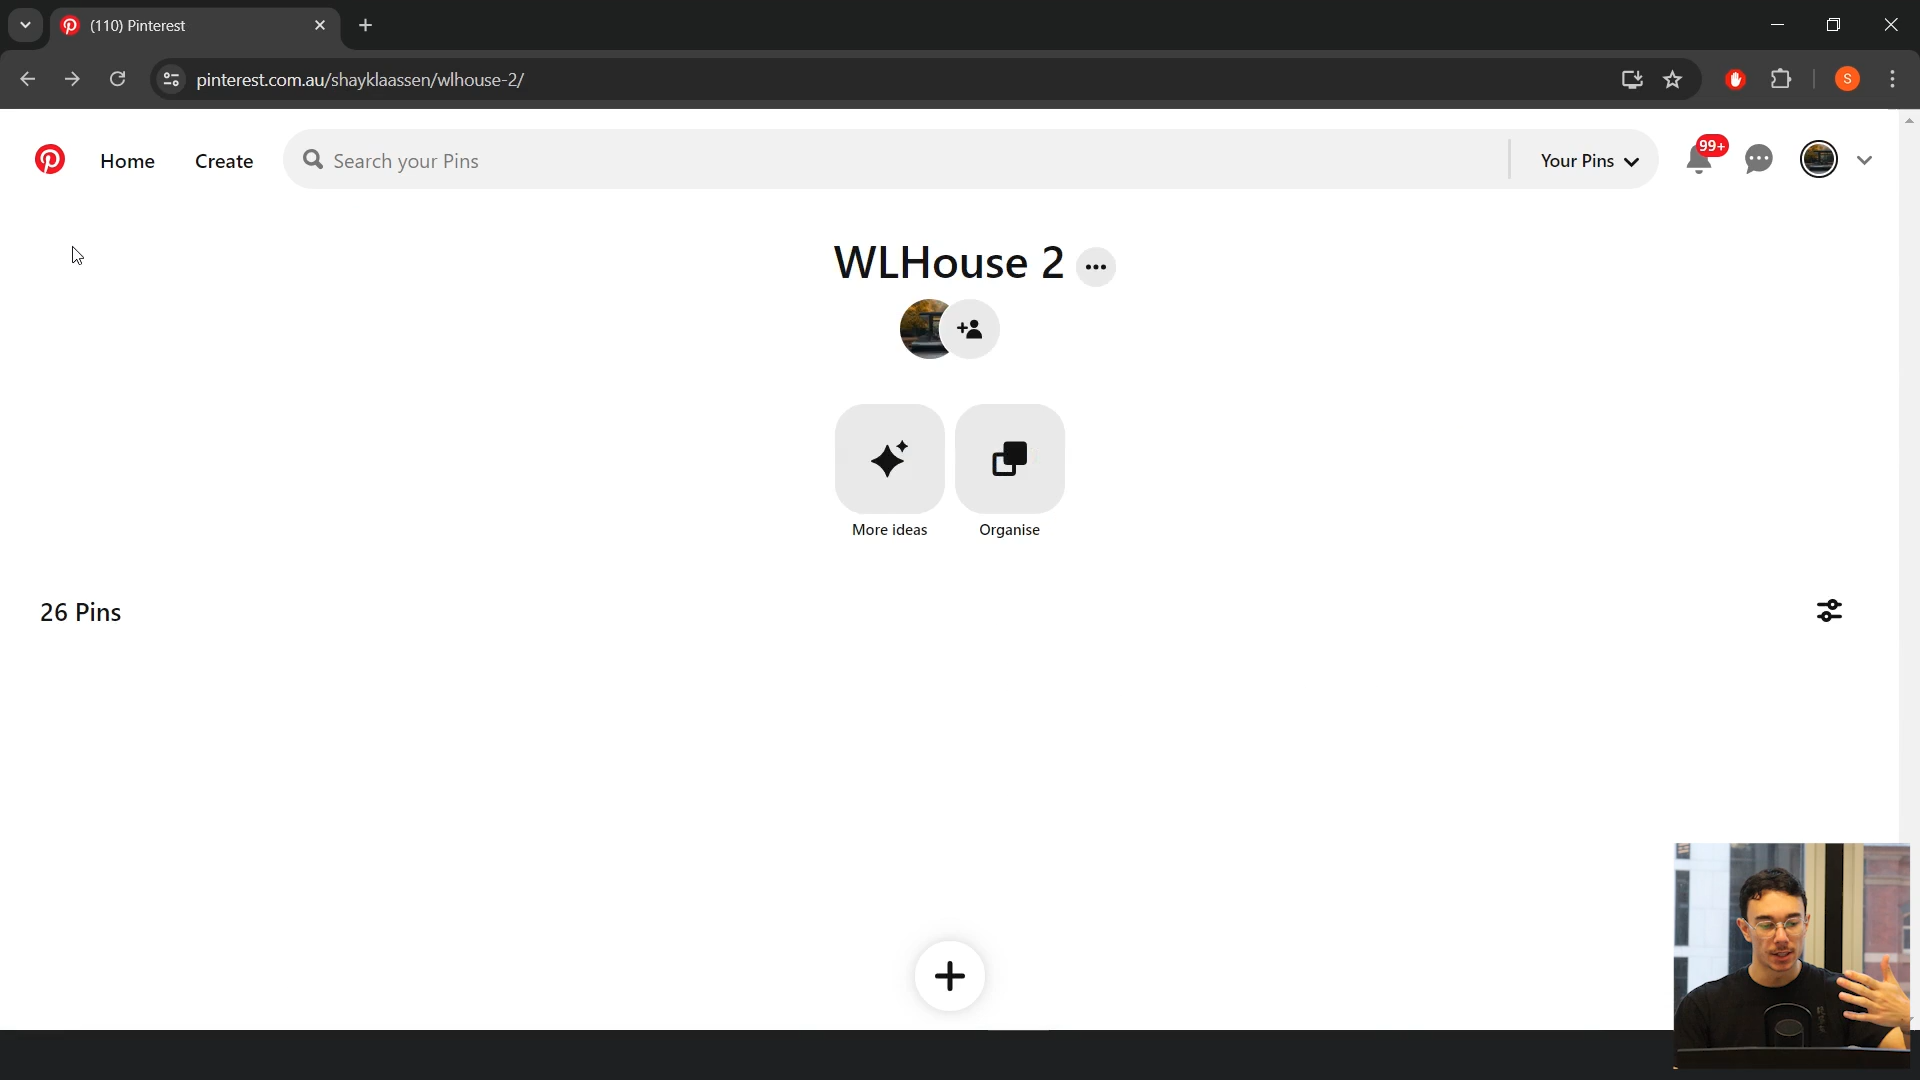 (110) Pinterest
pinterest.com.au/shayklaassen/wlhouse-2/
S
Home
Create
Search your Pins
Your Pins
99+
WLHouse 2
More ideas
Organise
26 Pins